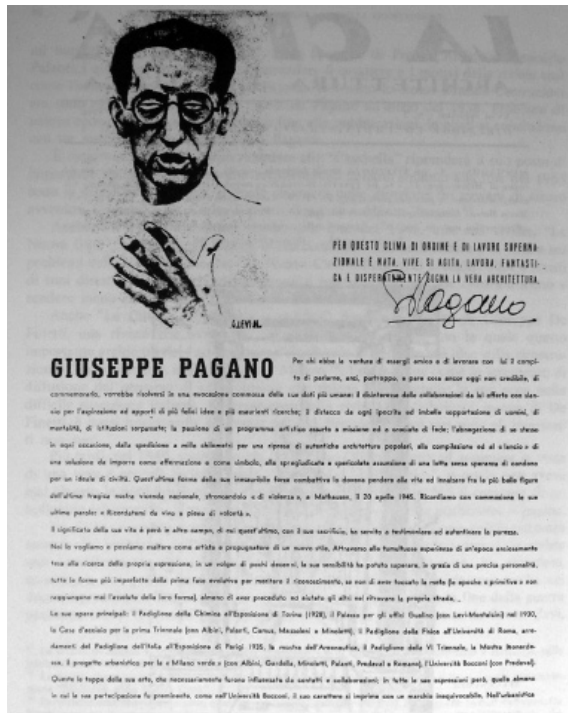 PER QUESTO CLIMA DI ORDINE E DI LAVORO SUPERNA
ZIONALE È NATA, VIVE, SI AGITA, LAVORA, FANTASTI-
CA E DISPERATAMENTE SOGNA LA VERA ARCHITETTURA.
Pagano
C. LEVI
GIUSEPPE PAGANO
Per chi ebbe la ventura di essergli amico e di lavorare con lui il compi-
to di parlarne, anzi, purtroppo, e pare cosa ancor oggi non credibile, di
commemorarlo, vorrebbe risolversi in una evocazione commossa delle sue doti più umane: il disinteresse delle collaborazioni da lui offerte con slan-
cio per l'aspirazione ad apporti di più felici idee e più esaurienti ricerche; il distacco da ogni ipocrita ed imbelle sopportazione di uomini, di
mentalità, di istituzioni sorpassate; la passione di un programma artistico assurto a missione ed a crociata di fede; l'abnegazione di se stesso
in ogni occasione, dalla spedizione a mille chilometri per una ripresa di autentiche architetture popolari, alla compilazione ed al «lancio» di
una soluzione da imporre come affermazione e come simbolo, alla spregiudicata e spericolata assunzione di una lotta senza speranza di condono
per un ideale di civiltà. Quest'ultima forma della sua inesauribile forza combattiva lo doveva perdere alla vita ed innalzare fra le più belle figure
dell'ultima tragica nostra vicenda nazionale, stroncandolo «di violenza», a Mathausen, il 20 aprile 1945. Ricordiamo con commozione le sue
ultime parole: «Ricordatemi da vivo e pieno di volontà».
Il significato della sua vita è però in altro campo, di cui quest'ultimo, con il suo sacrificio, ha servito a testimoniare ed autenticare la purezza.
Noi lo vogliamo e possiamo esaltare come artista e propugnatore di un nuovo stile. Attraverso alla tumultuosa esperienza di un'epoca ansiosamente
tesa alla ricerca della propria espressione, in un volger di pochi decenni, la sua sensibilità ha potuto superare, in grazia di una precisa personalità,
tutte le forme più imperfette della prima fase evolutiva per meritare il riconoscimento, se non di aver toccato la meta (le epoche «primitive» non
raggiungono mai l'assoluto della loro forma), almeno di aver preceduto ed aiutato gli altri nel ritrovare la propria strada.
Le sue opere principali: il Padiglione della Chimica all'Esposizione di Torino (1928), il Palazzo per gli uffici Gualino (con Levi-Montalcini) nel 1930,
la Casa d'acciaio per la prima Triennale (con Albini, Palanti, Camus, Mazzoleni e Minoletti), il Padiglione della Fisica all'Università di Roma, arre-
damenti del Padiglione dell'Italia all'Esposizione di Parigi 1935, la mostra dell'Aeronautica, il Padiglione della VI Triennale, la Mostra leonarde-
sca, il progetto urbanistico per la «Milano verde» (con Albini, Gardella, Minoletti, Palanti, Predaval e Romano), l'Università Bocconi (con Predaval).
Queste le tappe della sua arte, che necessariamente furono influenzate da contatti e collaborazioni; in tutte le sue espressioni però, quelle almeno
in cui la sua partecipazione fu preminente, come nell'Università Bocconi, il suo carattere si imprime con un marchio inequivocabile. Nell'urbanistica